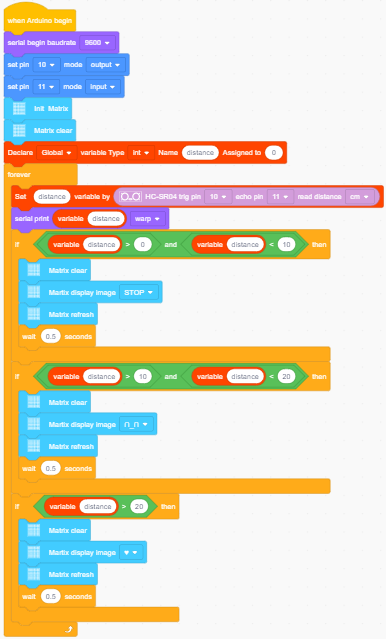 when Arduino begin
serial begin baudrate 9600
set pin 10 mode output
set pin 11 mode input
Init Matrix
Matrix clear
Declare Global variable Type int Name distance Assigned to 0
forever
Set distance variable by HC-SR04 trig pin 10 echo pin 11 read distance cm
serial print variable distance warp
if variable distance > 0 and variable distance < 10 then
Matrix clear
Martix display image STOP
Matrix refresh
wait 0.5 seconds
if variable distance > 10 and variable distance < 20 then
Matrix clear
Martix display image ∩_∩
Matrix refresh
wait 0.5 seconds
if variable distance > 20 then
Matrix clear
Martix display image ♥
Matrix refresh
wait 0.5 seconds